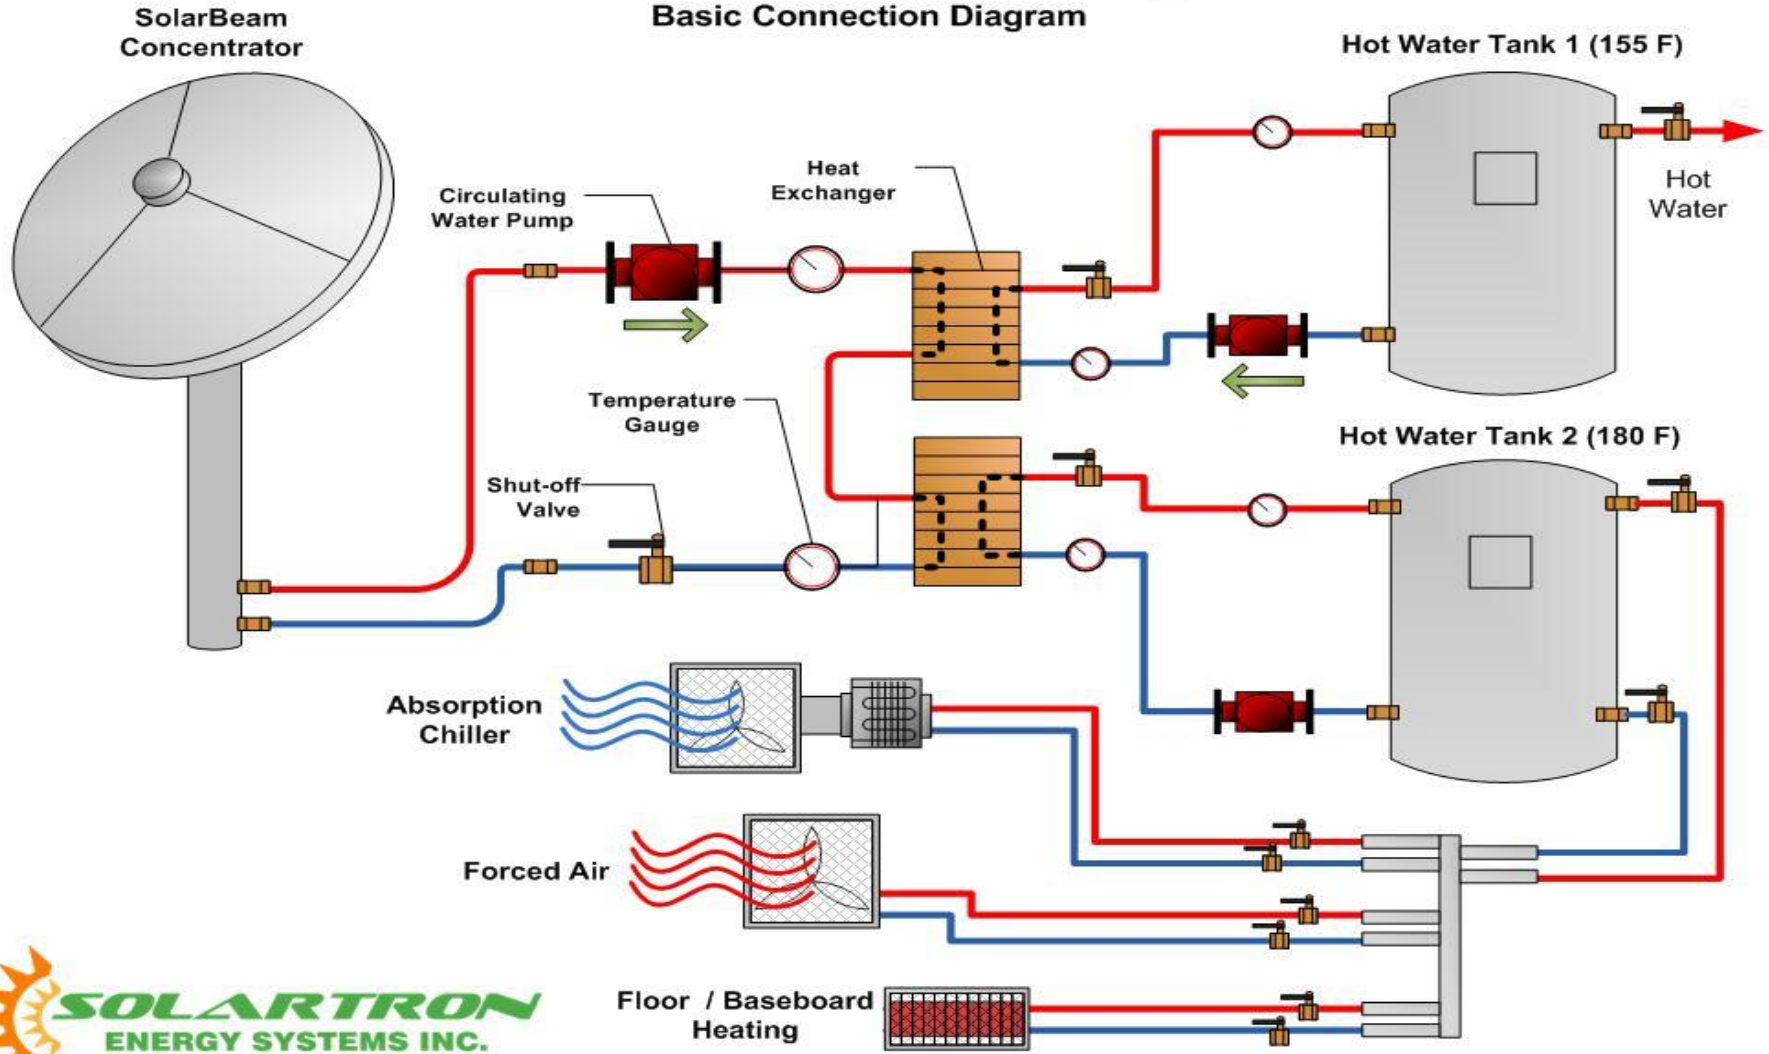 SolarBeam
Concentrator
Basic Connection Diagram
Hot Water Tank 1 (155 F)
Heat
Exchanger
Circulating
Water Pump
Hot
Water
Temperature
Gauge
Hot Water Tank 2 (180 F)
Shut-off
Valve
Absorption
Chiller
Forced Air
Floor / Baseboard
Heating
SOLARTRON
ENERGY SYSTEMS INC.